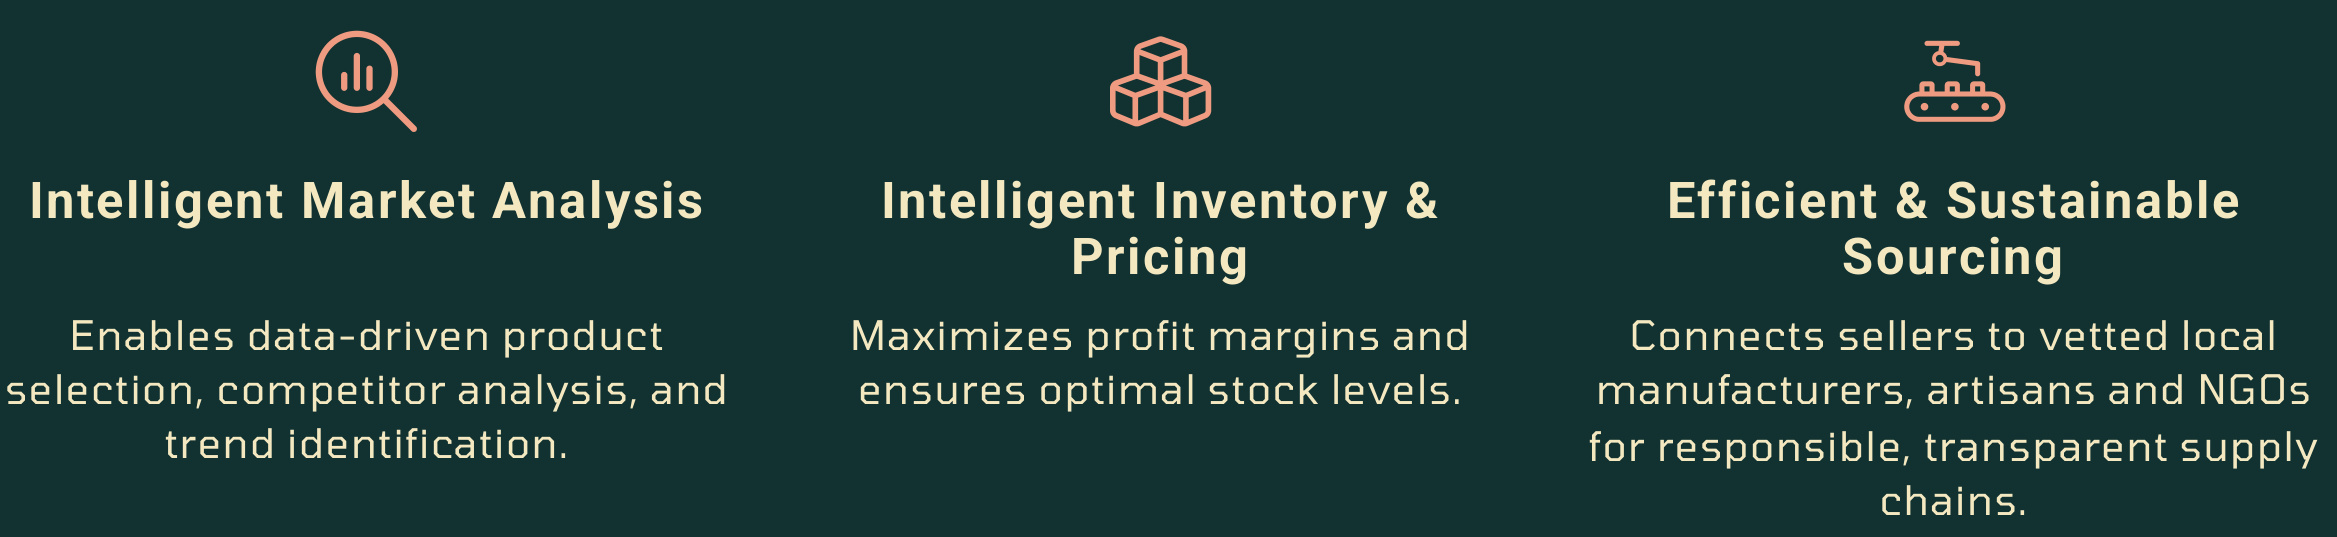 Intelligent Market Analysis
Enables data-driven product
selection, competitor analysis, and
trend identification.
Intelligent Inventory &
Pricing
Maximizes profit margins and
ensures optimal stock levels.
Efficient & Sustainable
Sourcing
Connects sellers to vetted local
manufacturers, artisans and NGOs
for responsible, transparent supply
chains.